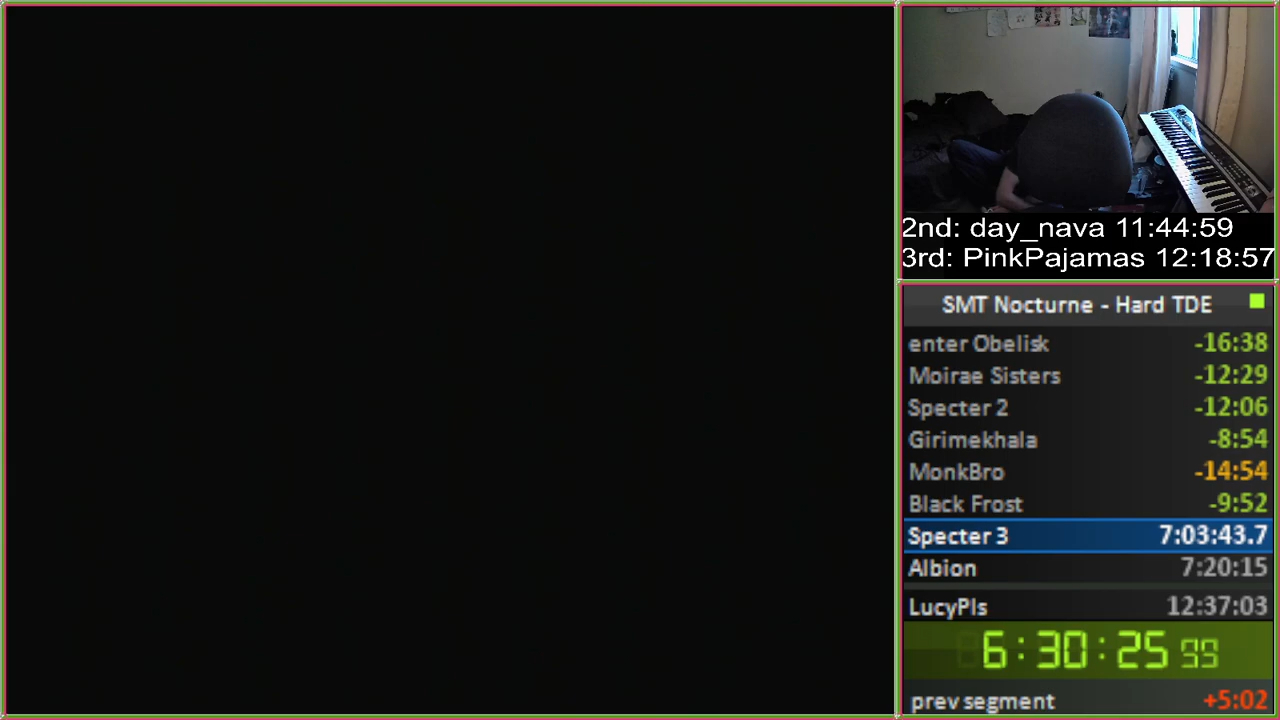 2nd: day_nava 11:44:59
3rd: PinkPajamas 12:18:57
SMT Nocturne - Hard TDE
enter Obelisk -16:38
Moirae Sisters -12:29
Specter 2 -12:06
Girimekhala -8:54
MonkBro -14:54
Black Frost -9:52
Specter 3 7:03:43.7
Albion 7:20:15
LucyPls 12:37:03
6:30:25 99
prev segment +5:02